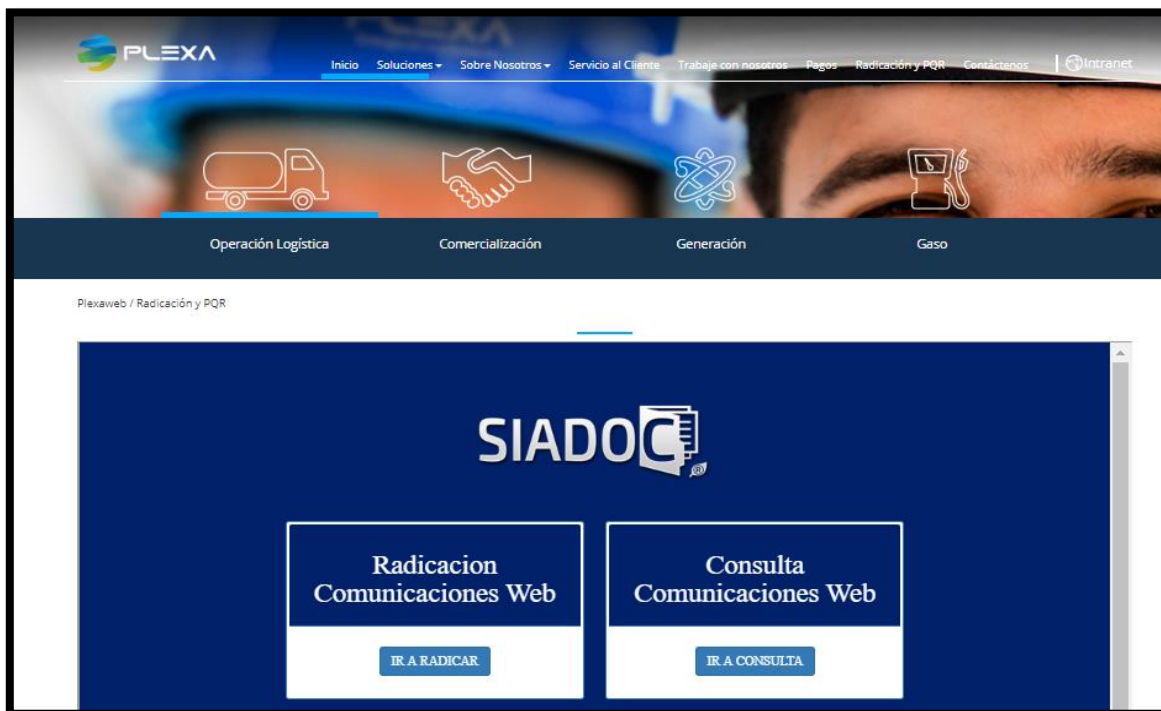 PLEXA
Inicio Soluciones Sobre Nosotros Servicio al Cliente Trabaje con nosotros Pagos Radicación y PQR Contáctenos Intranet
Operación Logística Comercialización Generación Gaso
Plexaweb / Radicación y PQR
SIADOC
Radicacion
Comunicaciones Web
IR A RADICAR
Consulta
Comunicaciones Web
IR A CONSULTA